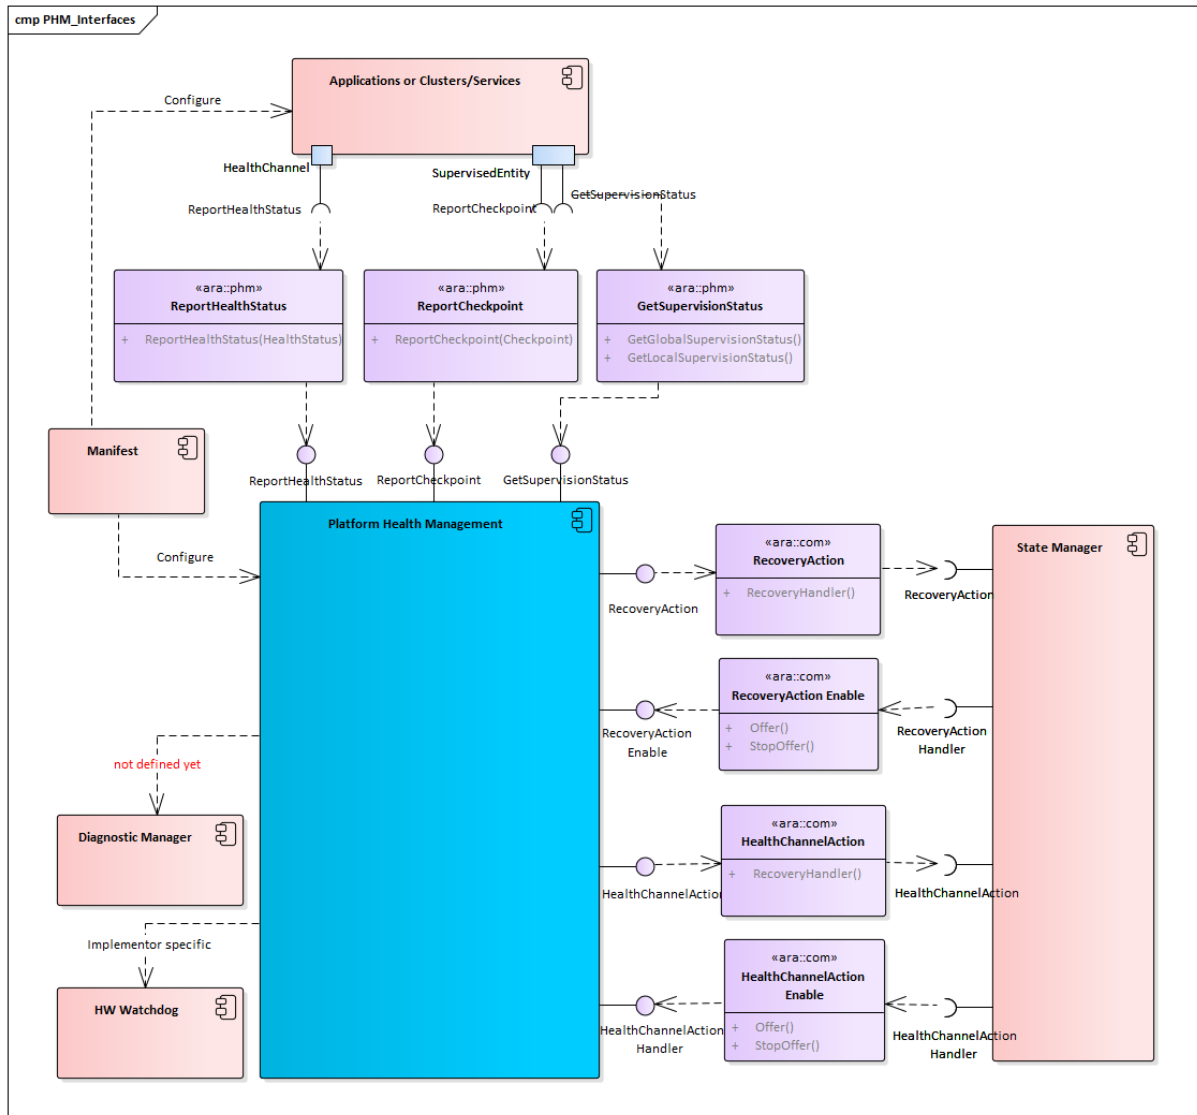 cmp PHM_Interfaces
Applications or Clusters/Services
Configure
HealthChannel
SupervisedEntity
GetSupervisionStatus
ReportHealthStatus
ReportCheckpoint
«ara::phm»
ReportHealthStatus
+ ReportHealthStatus(HealthStatus)
«ara::phm»
ReportCheckpoint
+ ReportCheckpoint(Checkpoint)
«ara::phm»
GetSupervisionStatus
+ GetGlobalSupervisionStatus()
+ GetLocalSupervisionStatus()
Manifest
ReportHealthStatus
ReportCheckpoint
GetSupervisionStatus
Configure
Platform Health Management
RecoveryAction
«ara::com»
RecoveryAction
+ RecoveryHandler()
RecoveryAction
State Manager
RecoveryAction
Enable
«ara::com»
RecoveryAction Enable
+ Offer()
+ StopOffer()
RecoveryAction
Handler
not defined yet
Diagnostic Manager
HealthChannelAction
«ara::com»
HealthChannelAction
+ RecoveryHandler()
HealthChannelAction
Implementor specific
HW Watchdog
HealthChannelAction
Handler
«ara::com»
HealthChannelAction
Enable
+ Offer()
+ StopOffer()
HealthChannelAction
Handler